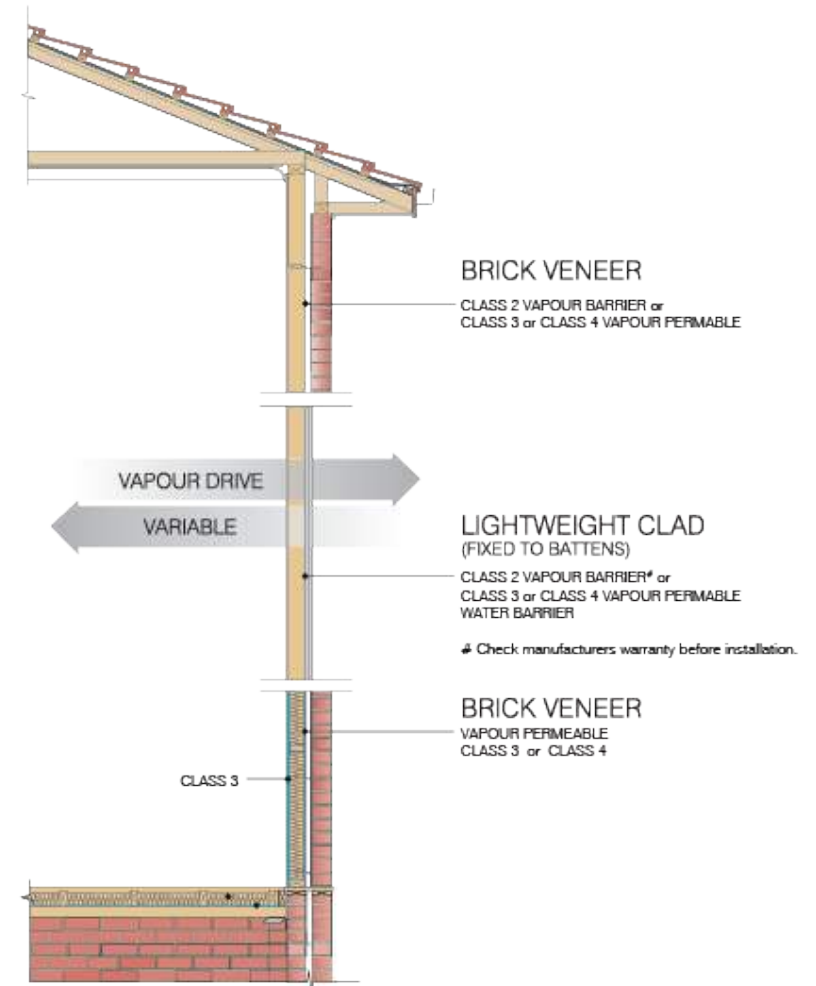 BRICK VENEER
CLASS 2 VAPOUR BARRIER or
CLASS 3 or CLASS 4 VAPOUR PERMABLE
VAPOUR DRIVE
VARIABLE
LIGHTWEIGHT CLAD
(FIXED TO BATTENS)
CLASS 2 VAPOUR BARRIER# or
CLASS 3 or CLASS 4 VAPOUR PERMABLE
WATER BARRIER
# Check manufacturers warranty before installation.
BRICK VENEER
VAPOUR PERMEABLE
CLASS 3 or CLASS 4
CLASS 3